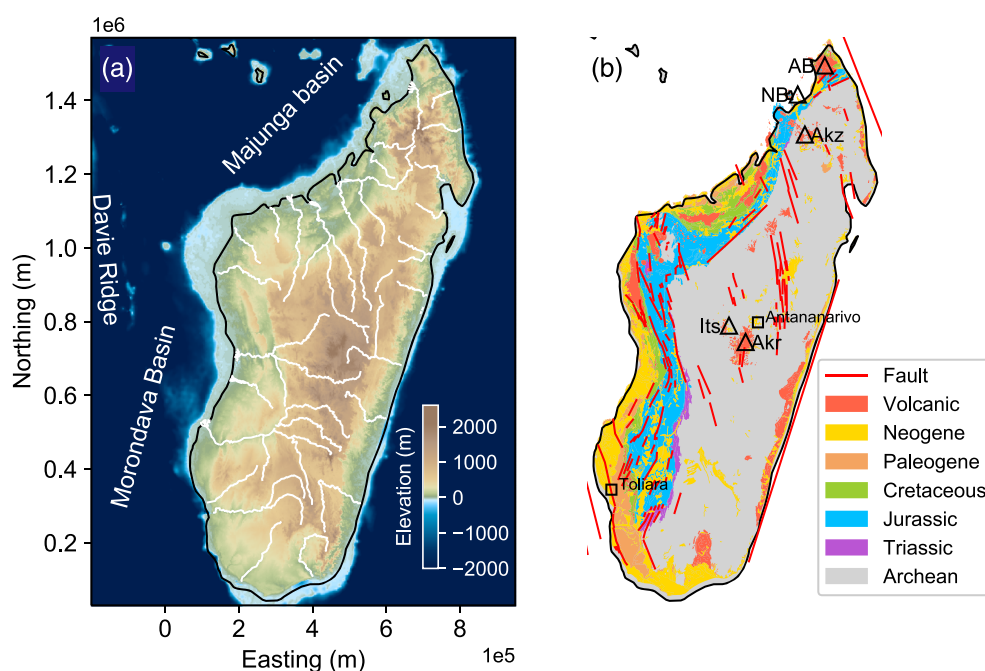 1e6
(a)
Majunga basin
Davie Ridge
Morondava Basin
Northing (m)
1.4
1.2
1.0
0.8
0.6
0.4
0.2
Elevation (m)
2000
1000
0
−1000
−2000
0 2 4 6 8
Easting (m)
1e5
(b)
AB
NB
Akz
Its
Antananarivo
Akr
Toliara
Fault
Volcanic
Neogene
Paleogene
Cretaceous
Jurassic
Triassic
Archean